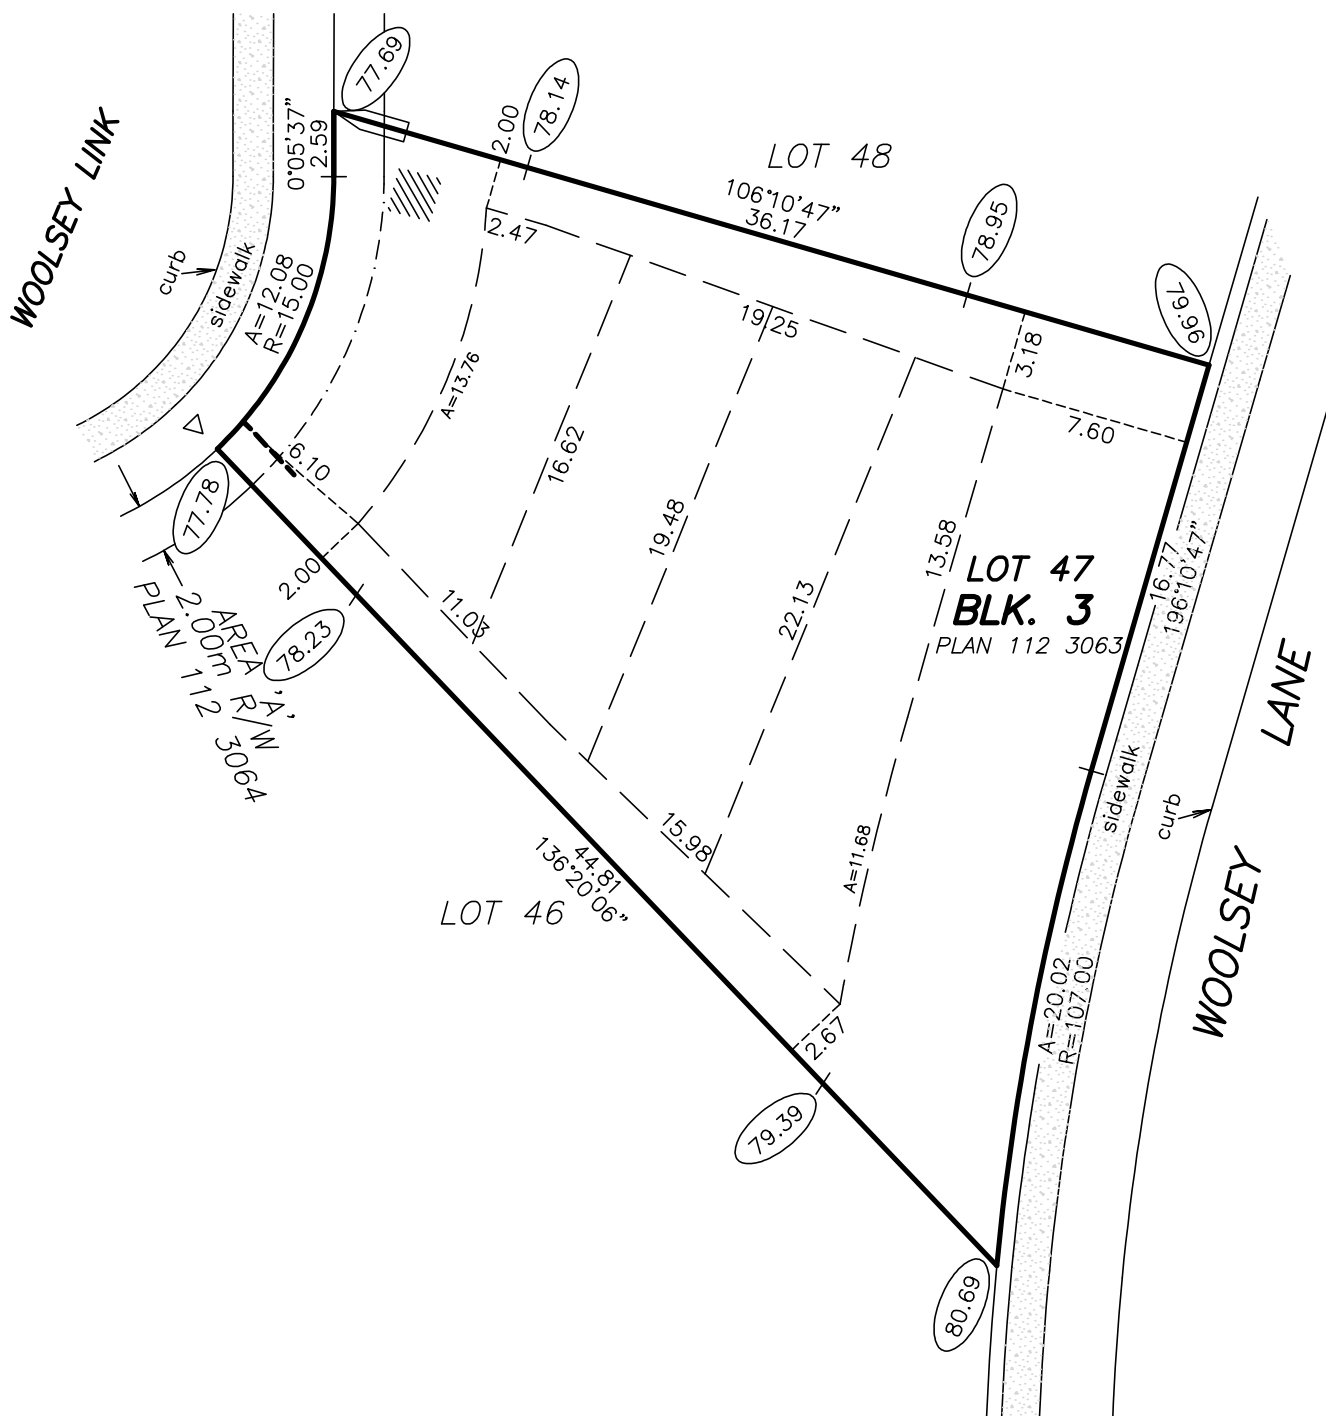 WOOLSEY LINK
77.69
78.14
2.00
0°05'37"
2.59
LOT 48
106°10'47"
36.17
78.95
79.96
2.47
19.25
3.18
7.60
curb
sidewalk
A=12.08
R=15.00
A=13.76
6.10
16.62
19.48
22.13
13.58
LOT 47
BLK. 3
PLAN 112 3063
16.77
196°10'47"
77.78
2.00
11.03
78.23
AREA 'A'
2.00m R/W
PLAN 112 3064
15.98
A=11.68
44.81
136°20'06"
LOT 46
2.67
79.39
A=20.02
R=107.00
sidewalk
curb
WOOLSEY LANE
80.69